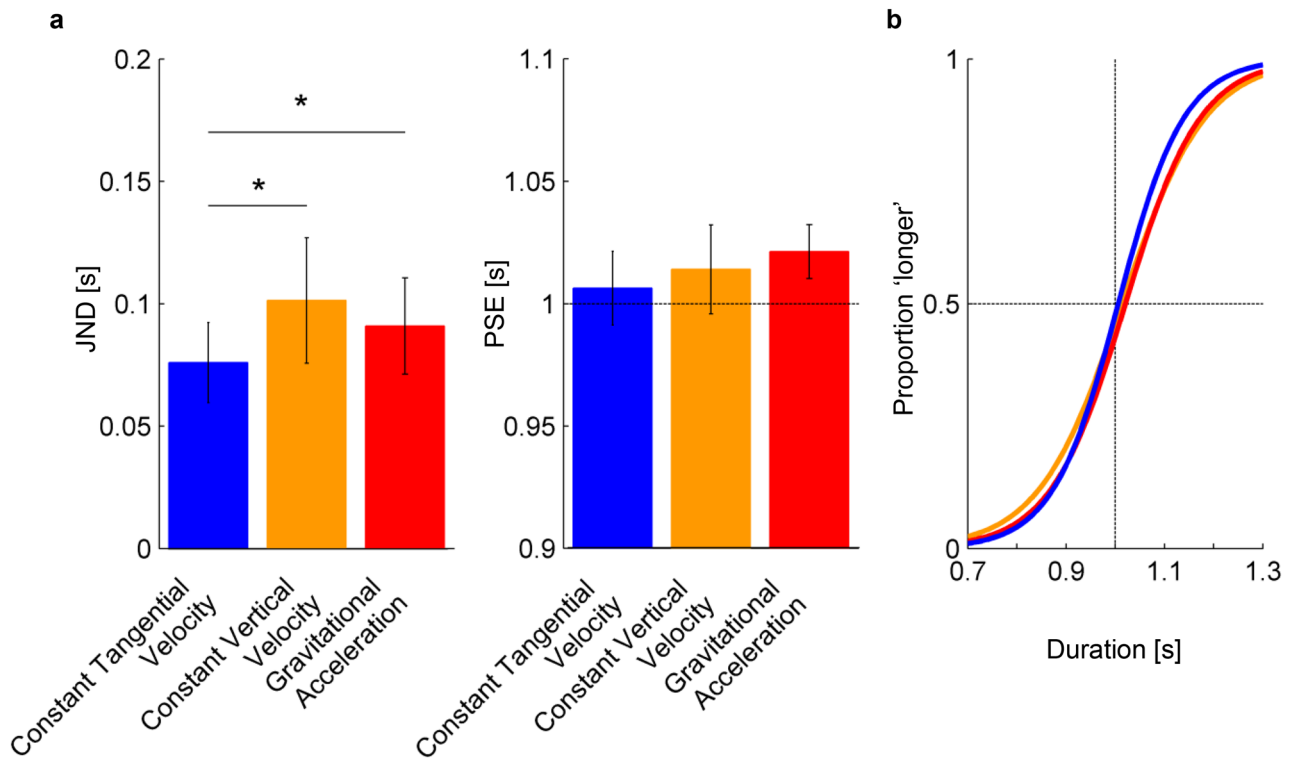 a
b
0.2
0.15
0.1
0.05
0
JND [s]
*
*
Constant Tangential
Velocity
Constant Vertical
Velocity
Gravitational
Acceleration
1.1
1.05
1
0.95
0.9
PSE [s]
Constant Tangential
Velocity
Constant Vertical
Velocity
Gravitational
Acceleration
1
0.5
0
Proportion ‘longer’
0.7
0.9
1.1
1.3
Duration [s]